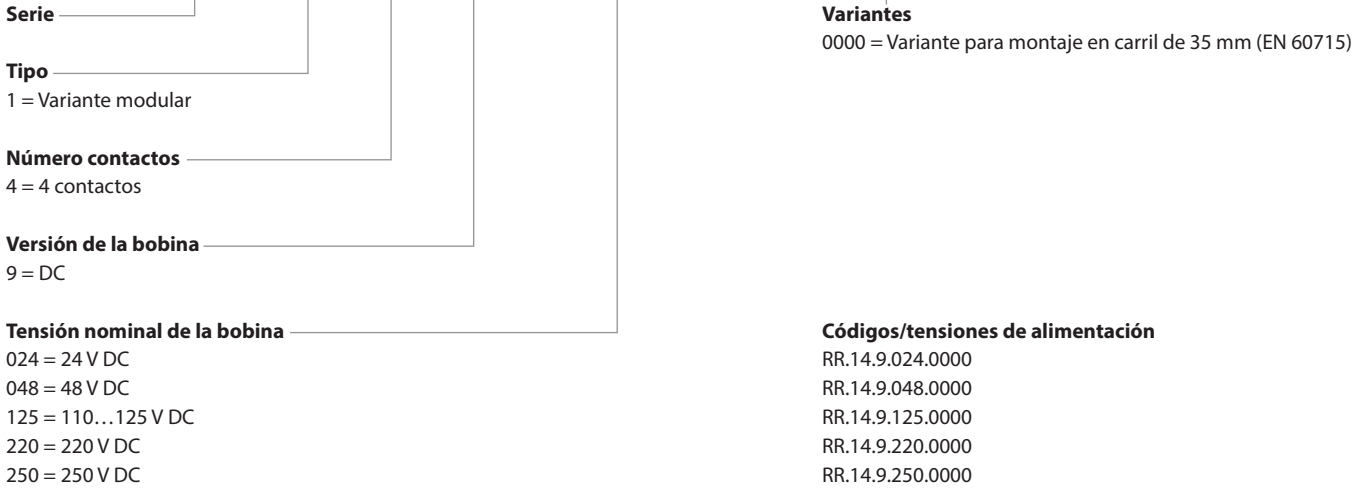 Serie
Tipo
1 = Variante modular
Número contactos
4 = 4 contactos
Versión de la bobina
9 = DC
Tensión nominal de la bobina
024 = 24 V DC
048 = 48 V DC
125 = 110…125 V DC
220 = 220 V DC
250 = 250 V DC
Variantes
0000 = Variante para montaje en carril de 35 mm (EN 60715)
Códigos/tensiones de alimentación
RR.14.9.024.0000
RR.14.9.048.0000
RR.14.9.125.0000
RR.14.9.220.0000
RR.14.9.250.0000